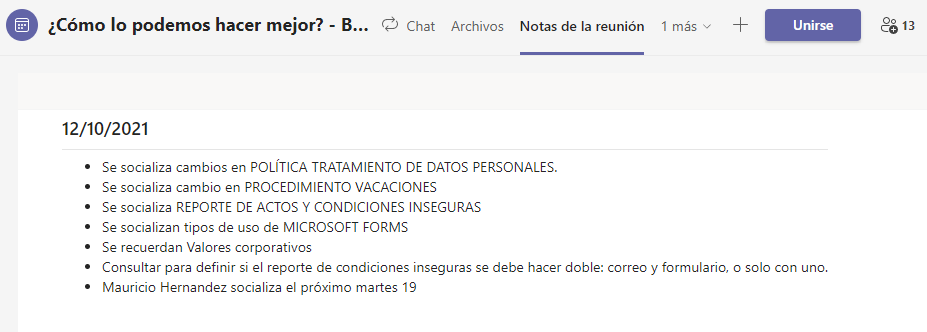 ¿Cómo lo podemos hacer mejor? - B... Chat Archivos Notas de la reunión 1 más Unirse 13
12/10/2021
Se socializa cambios en POLÍTICA TRATAMIENTO DE DATOS PERSONALES.
Se socializa cambio en PROCEDIMIENTO VACACIONES
Se socializa REPORTE DE ACTOS Y CONDICIONES INSEGURAS
Se socializan tipos de uso de MICROSOFT FORMS
Se recuerdan Valores corporativos
Consultar para definir si el reporte de condiciones inseguras se debe hacer doble: correo y formulario, o solo con uno.
Mauricio Hernandez socializa el próximo martes 19